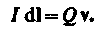 I dl = Q v.